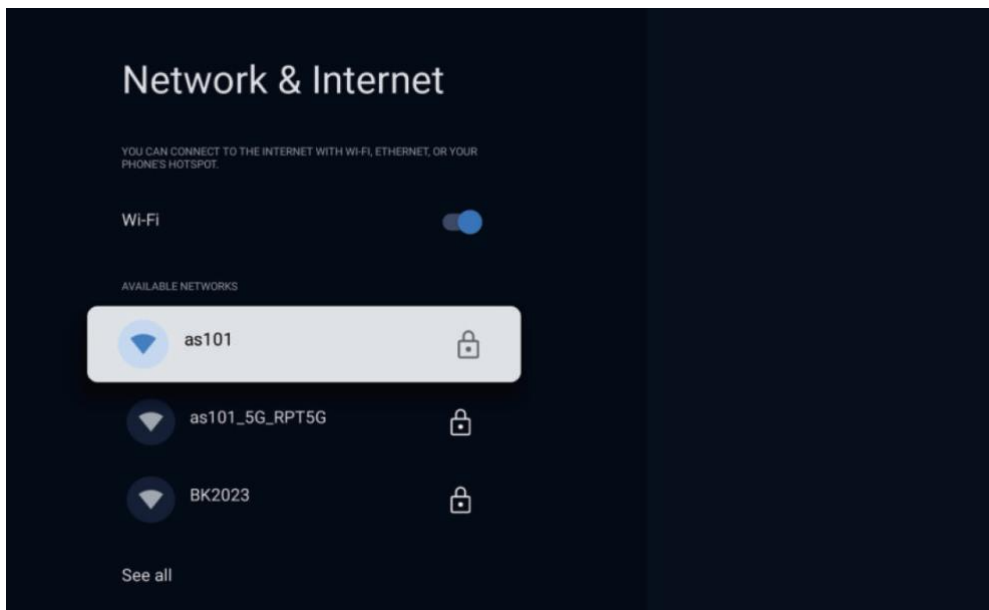 Network & Internet
YOU CAN CONNECT TO THE INTERNET WITH WI-FI, ETHERNET, OR YOUR
PHONE'S HOTSPOT.
Wi-Fi
AVAILABLE NETWORKS
as101
as101_5G_RPT5G
BK2023
See all